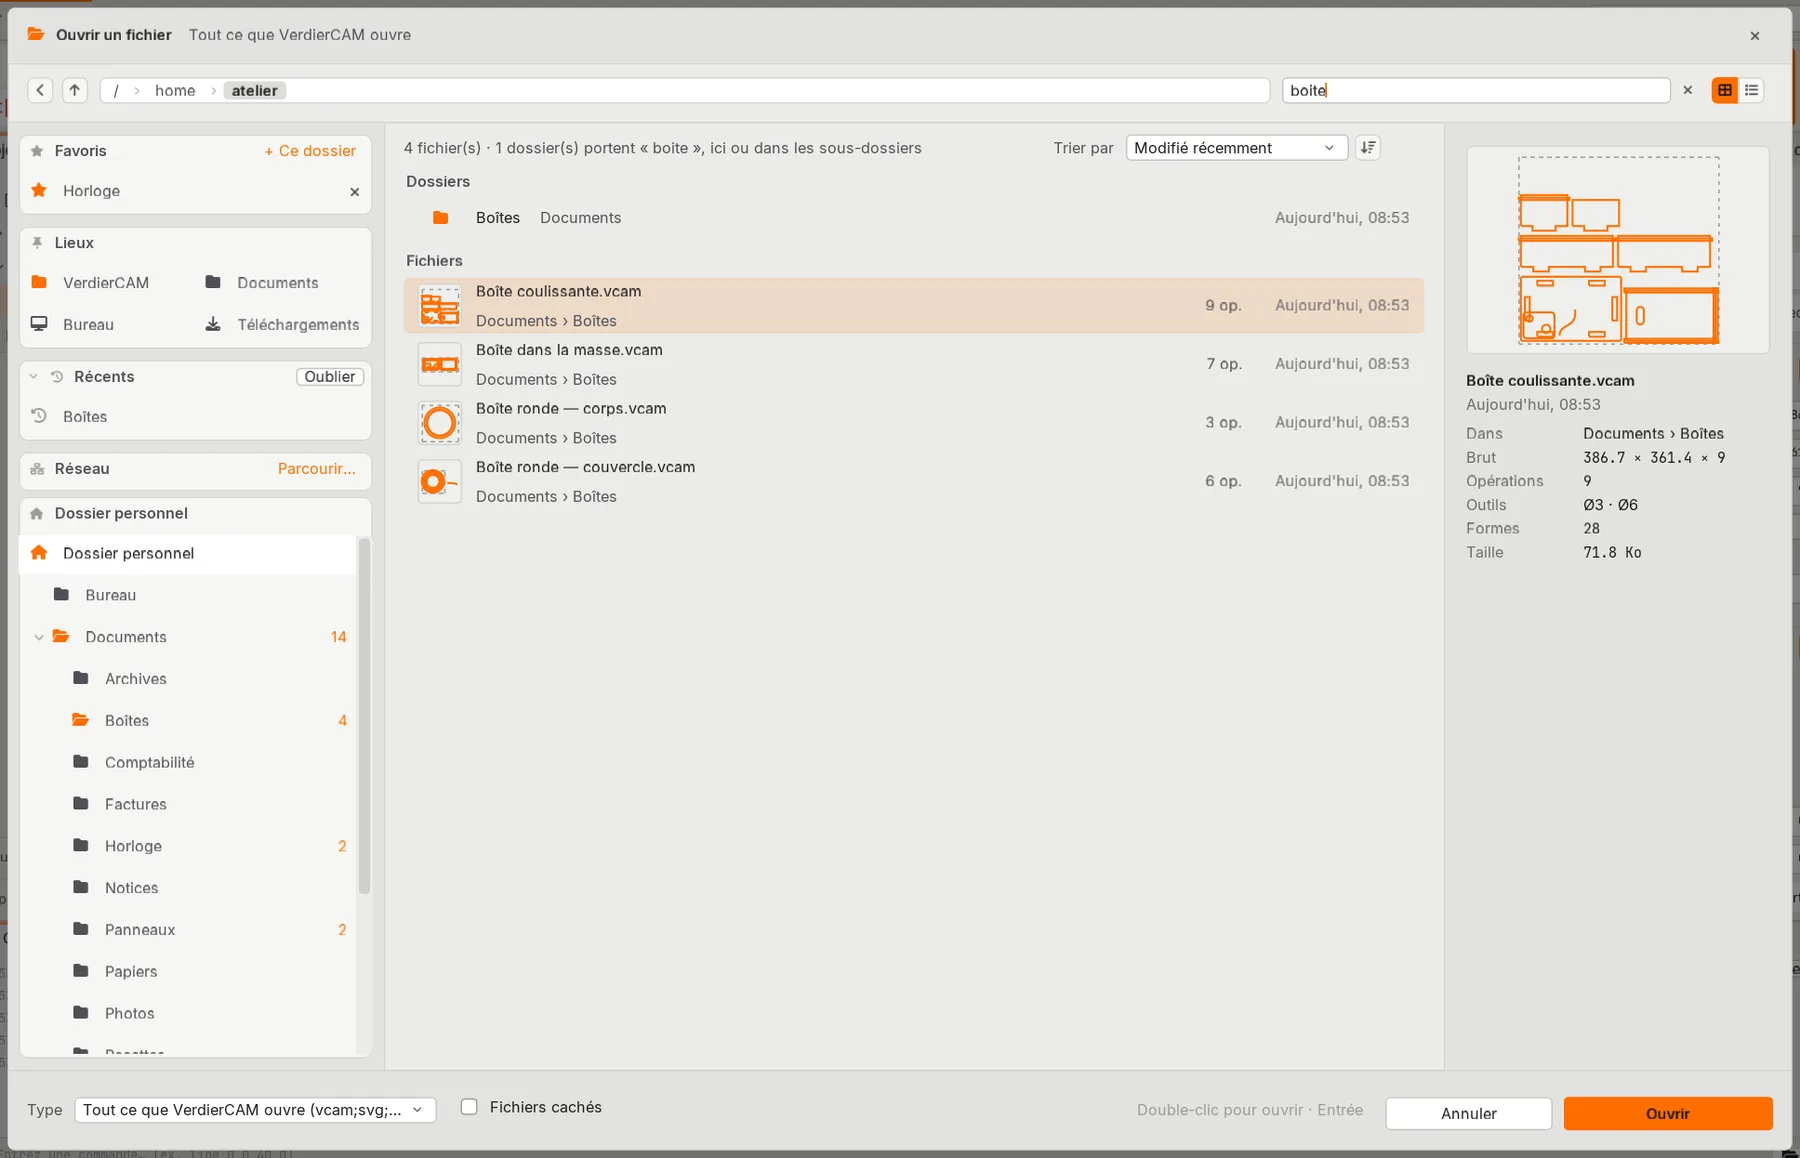 Ouvrir un fichier Tout ce que VerdierCAM ouvre
/ home atelier
boite
Favoris + Ce dossier
Horloge
Lieux
VerdierCAM Documents
Bureau Téléchargements
Récents Oublier
Boîtes
Réseau Parcourir...
Dossier personnel
Dossier personnel
Bureau
Documents 14
Archives
Boîtes 4
Comptabilité
Factures
Horloge 2
Notices
Panneaux 2
Papiers
Photos
4 fichier(s) · 1 dossier(s) portent « boite », ici ou dans les sous-dossiers
Trier par Modifié récemment
Dossiers
Boîtes Documents Aujourd'hui, 08:53
Fichiers
Boîte coulissante.vcam
Documents › Boîtes
9 op. Aujourd'hui, 08:53
Boîte dans la masse.vcam
Documents › Boîtes
7 op. Aujourd'hui, 08:53
Boîte ronde — corps.vcam
Documents › Boîtes
3 op. Aujourd'hui, 08:53
Boîte ronde — couvercle.vcam
Documents › Boîtes
6 op. Aujourd'hui, 08:53
Boîte coulissante.vcam
Aujourd'hui, 08:53
Dans Documents › Boîtes
Brut 386.7 × 361.4 × 9
Opérations 9
Outils Ø3 · Ø6
Formes 28
Taille 71.8 Ko
Type Tout ce que VerdierCAM ouvre (vcam;svg;...
Fichiers cachés
Double-clic pour ouvrir · Entrée
Annuler
Ouvrir